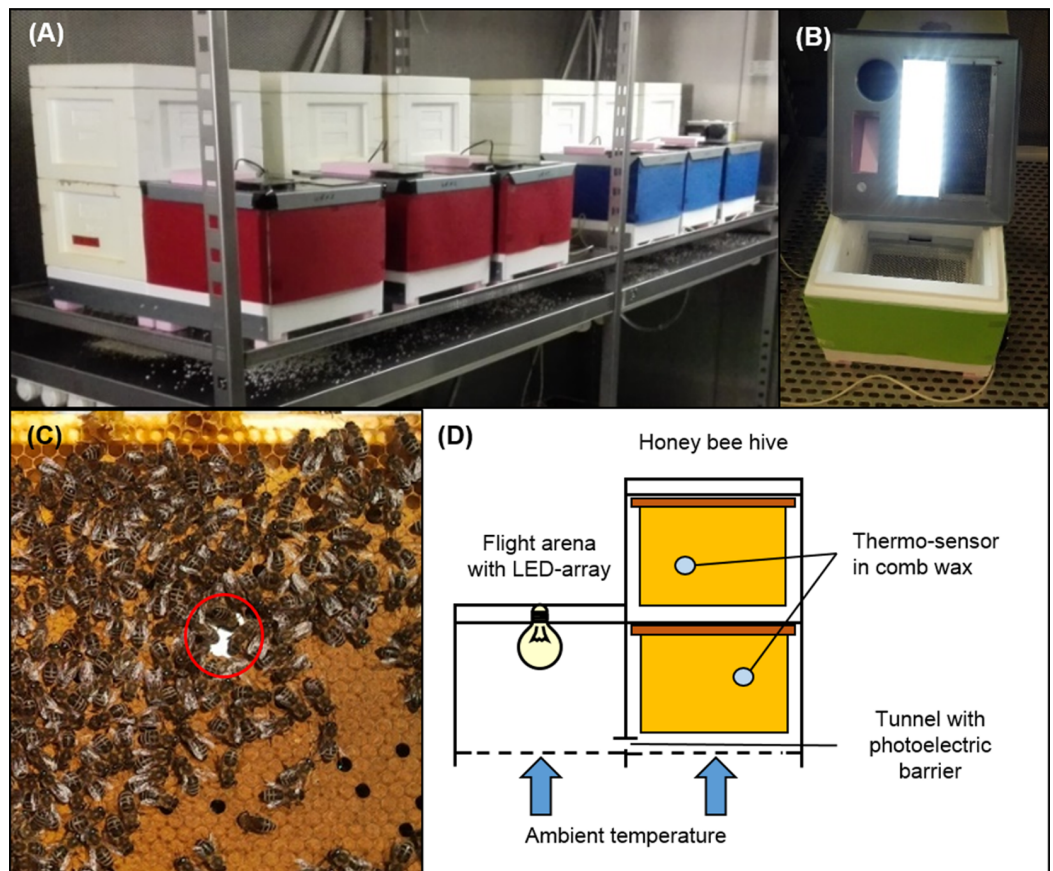 (A)
(B)
(C)
(D)
Honey bee hive
Flight arena
with LED-array
Thermo-sensor
in comb wax
Tunnel with
photoelectric
barrier
Ambient temperature